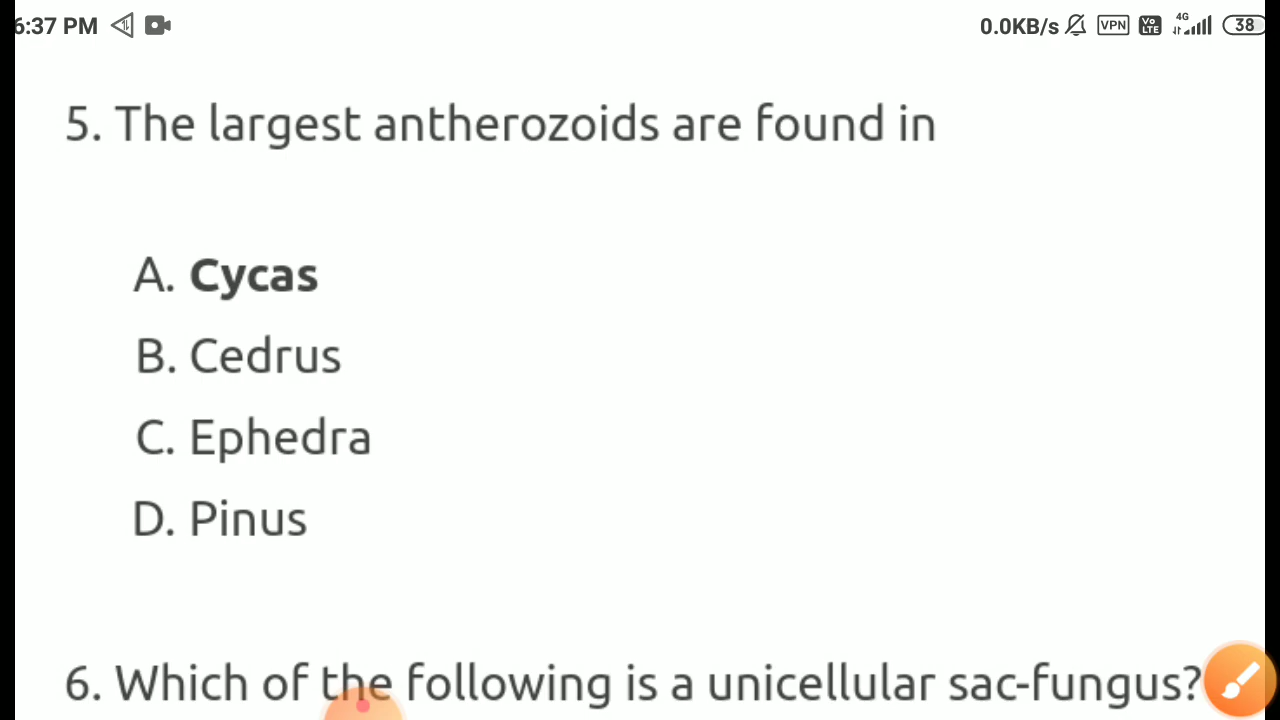 6:37 PM 0.0KB/s VPN Vo LTE 4G 38
5. The largest antherozoids are found in
A. Cycas
B. Cedrus
C. Ephedra
D. Pinus
6. Which of the following is a unicellular sac-fungus?